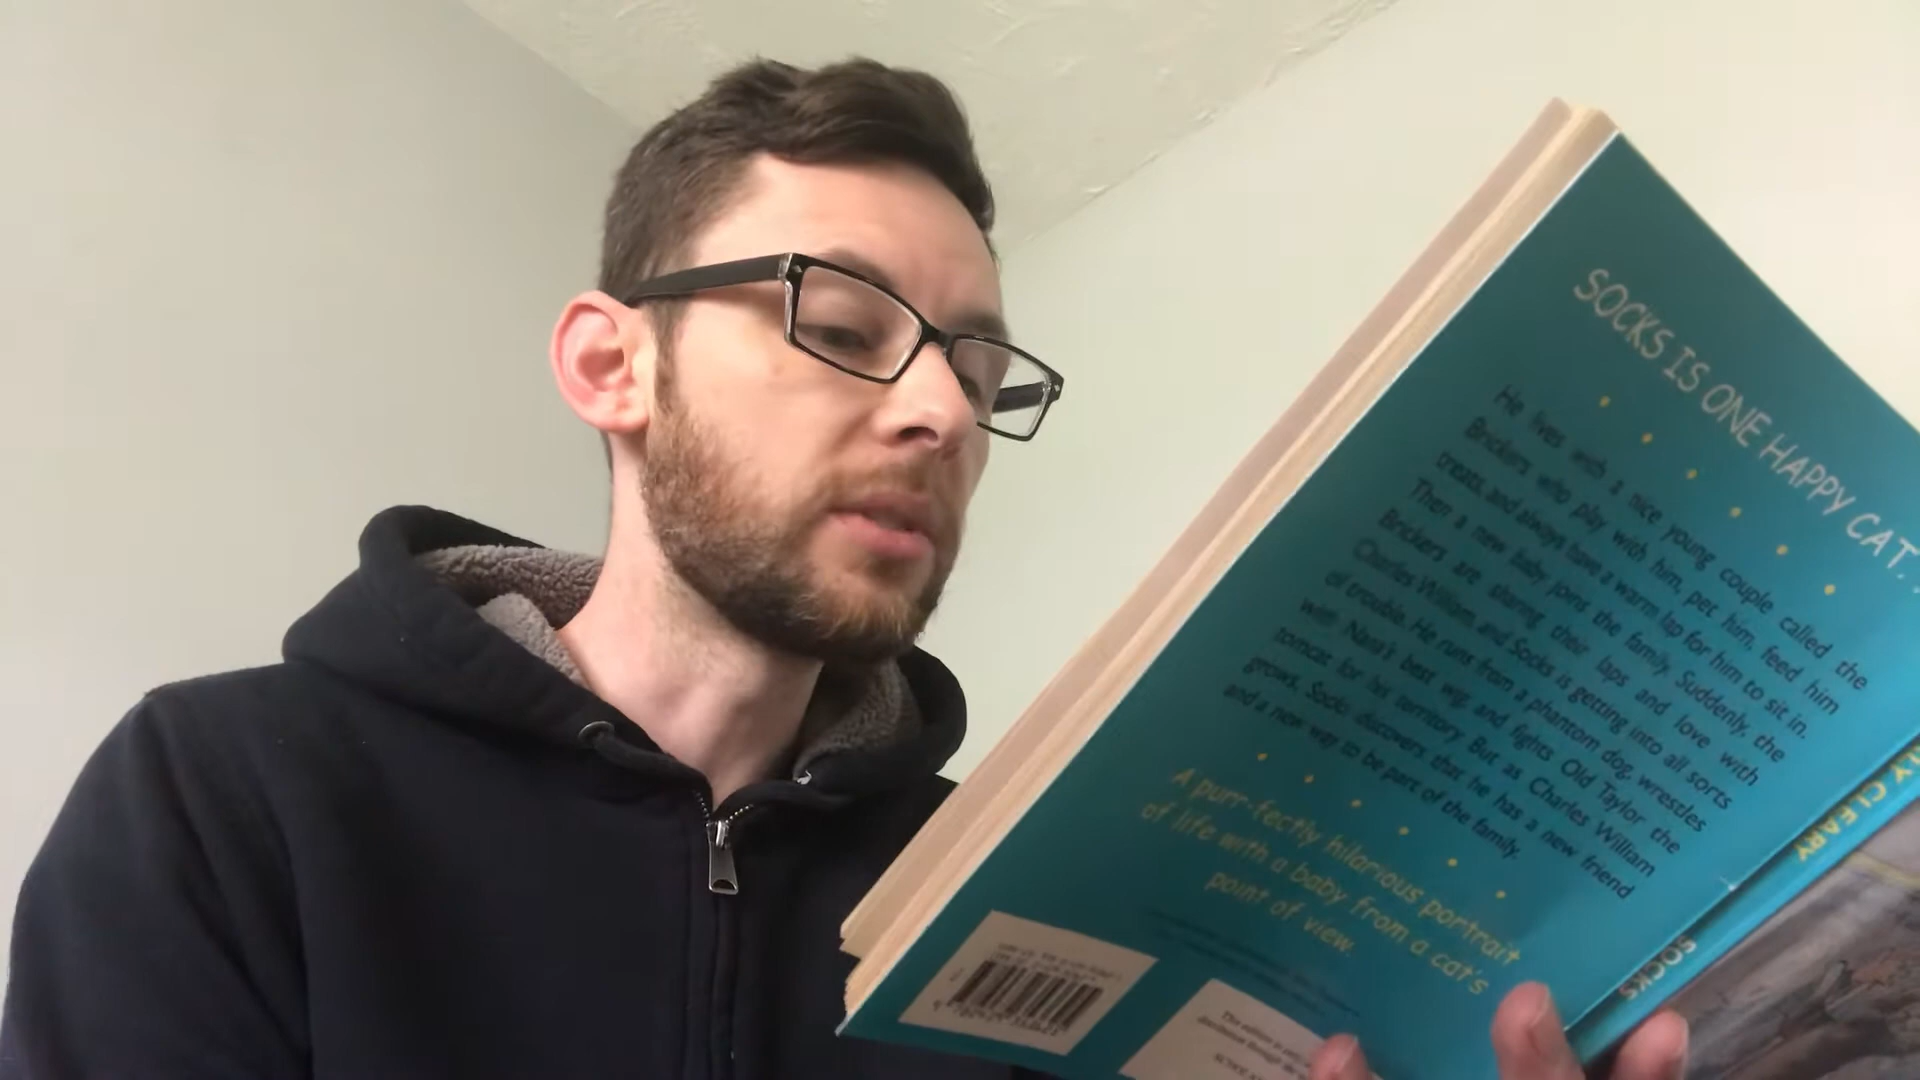 SOCKS IS ONE HAPPY CAT..
He lives with a nice young couple called the
Brickers who play with him, pet him, feed him
treats, and always have a warm lap for him to sit in.
Then a new baby joins the family. Suddenly, the
Brickers are sharing their laps and love with
Charles William and Socks is getting into all sorts
of trouble. He runs from a phantom dog, wrestles
with Nana's best wig, and fights Old Taylor the
tomcat for his territory. But as Charles William
grows, Socks discovers that he has a new friend
and a new way to be part of the family.
A purr-fectly hilarious portrait
of life with a baby from a cat's
point of view.
LY CLEARY
SOCKS